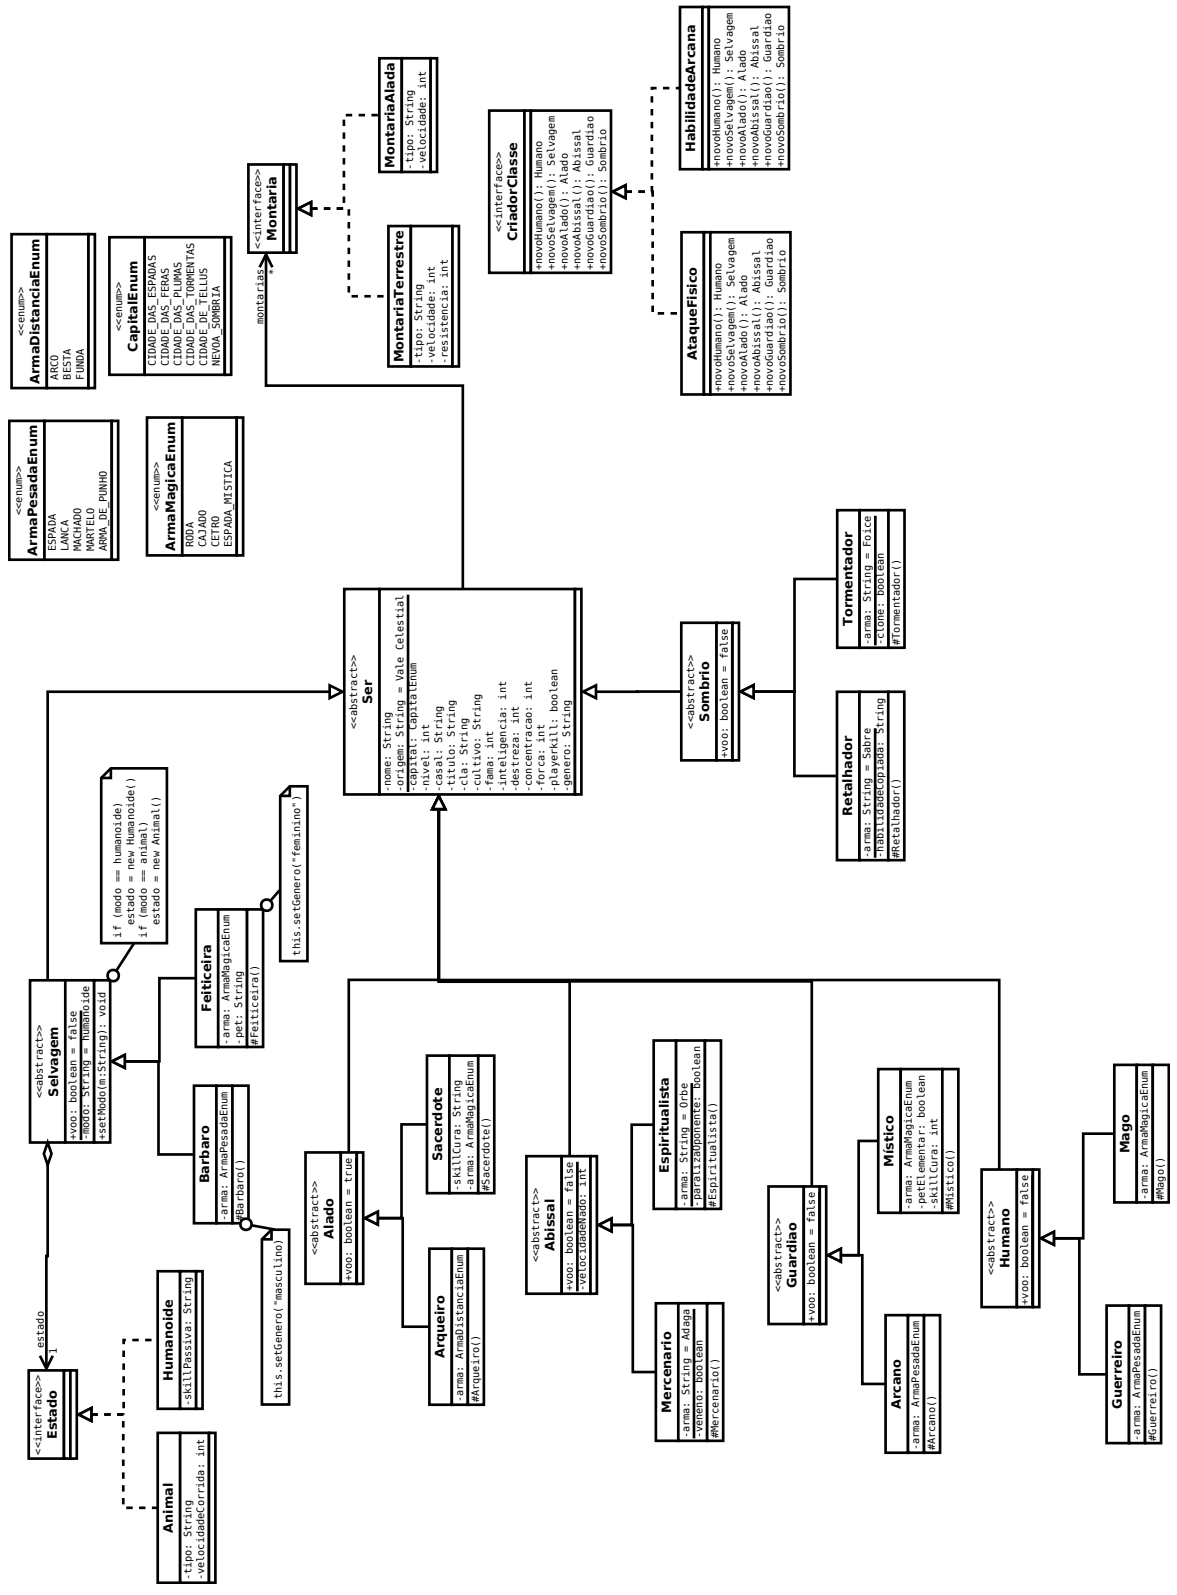 <<enum>>
ArmaPesadaEnum
ESPADA
LANCA
MACHADO
MARTELO
ARMA_DE_PUNHO
<<enum>>
ArmaDistanciaEnum
ARCO
BESTA
FUNDA
<<enum>>
ArmaMagicaEnum
RODA
CAJADO
CETRO
ESPADA_MISTICA
<<enum>>
CapitalEnum
CIDADE_DAS_ESPADAS
CIDADE_DAS_FERAS
CIDADE_DAS_PLUMAS
CIDADE_DAS_TORMENTAS
CIDADE_DE_TELLUS
NEVOA_SOMBRIA
<<interface>>
Estado
estado
1
Animal
-tipo: String
-velocidadeCorrida: int
Humanoide
-skillPassiva: String
<<abstract>>
Selvagem
+voo: boolean = false
-modo: String = humanoide
+setModo(m:String): void
if (modo == humanoide)
estado = new Humanoide()
if (modo == animal)
estado = new Animal()
Barbaro
-arma: ArmaPesadaEnum
#Barbaro()
this.setGenero("masculino")
Feiticeira
-arma: ArmaMagicaEnum
-pet: String
#Feiticeira()
this.setGenero("feminino")
<<interface>>
Montaria
montarias
*
MontariaTerrestre
-tipo: String
-velocidade: int
-resistencia: int
MontariaAlada
-tipo: String
-velocidade: int
<<abstract>>
Ser
-nome: String
-origem: String = Vale Celestial
-capital: CapitalEnum
-nivel: int
-casal: String
-titulo: String
-cla: String
-cultivo: String
-fama: int
-inteligencia: int
-destreza: int
-concentracao: int
-forca: int
-playerkill: boolean
-genero: String
<<interface>>
CriadorClasse
+novoHumano(): Humano
+novoSelvagem(): Selvagem
+novoAlado(): Alado
+novoAbissal(): Abissal
+novoGuardiao(): Guardiao
+novoSombrio(): Sombrio
AtaqueFisico
+novoHumano(): Humano
+novoSelvagem(): Selvagem
+novoAlado(): Alado
+novoAbissal(): Abissal
+novoGuardiao(): Guardiao
+novoSombrio(): Sombrio
HabilidadeArcana
+novoHumano(): Humano
+novoSelvagem(): Selvagem
+novoAlado(): Alado
+novoAbissal(): Abissal
+novoGuardiao(): Guardiao
+novoSombrio(): Sombrio
<<abstract>>
Alado
+voo: boolean = true
Arqueiro
-arma: ArmaDistanciaEnum
#Arqueiro()
Sacerdote
-skillCura: String
-arma: ArmaMagicaEnum
#Sacerdote()
<<abstract>>
Abissal
+voo: boolean = false
-velocidadeNado: int
Mercenario
-arma: String = Adaga
-veneno: boolean
#Mercenario()
Espiritualista
-arma: String = Orbe
-paralizaOponente: boolean
#Espiritualista()
<<abstract>>
Sombrio
+voo: boolean = false
Retalhador
-arma: String = Sabre
-habilidadeCopiada: String
#Retalhador()
Tormentador
-arma: String = Foice
-clone: boolean
#Tormentador()
<<abstract>>
Guardiao
+voo: boolean = false
Arcano
-arma: ArmaPesadaEnum
#Arcano()
Místico
-arma: ArmaMagicaEnum
-petElementar: boolean
-skillCura: int
#Mistico()
<<abstract>>
Humano
+voo: boolean = false
Guerreiro
-arma: ArmaPesadaEnum
#Guerreiro()
Mago
-arma: ArmaMagicaEnum
#Mago()